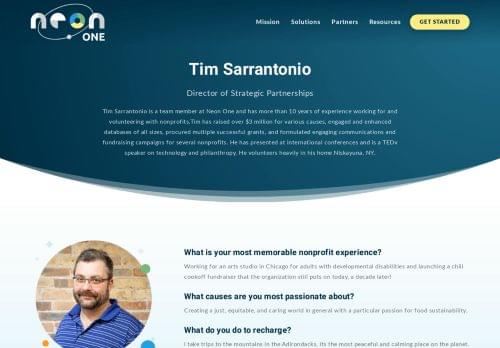 neon ONE
Mission Solutions Partners Resources GET STARTED
Tim Sarrantonio
Director of Strategic Partnerships
Tim Sarrantonio is a team member at Neon One and has more than 10 years of experience working for and
volunteering with nonprofits.Tim has raised over $3 million for various causes, engaged and enhanced
databases of all sizes, procured multiple successful grants, and formulated engaging communications and
fundraising campaigns for several nonprofits. He has presented at international conferences and is a TEDx
speaker on technology and philanthropy. He volunteers heavily in his home Niskayuna, NY.
What is your most memorable nonprofit experience?
Working for an arts studio in Chicago for adults with developmental disabilities and launching a chili
cookoff fundraiser that the organization still puts on today, a decade later!
What causes are you most passionate about?
Creating a just, equitable, and caring world in general with a particular passion for food sustainability.
What do you do to recharge?
I take trips to the mountains in the Adirondacks. Its the most peaceful and calming place on the planet.